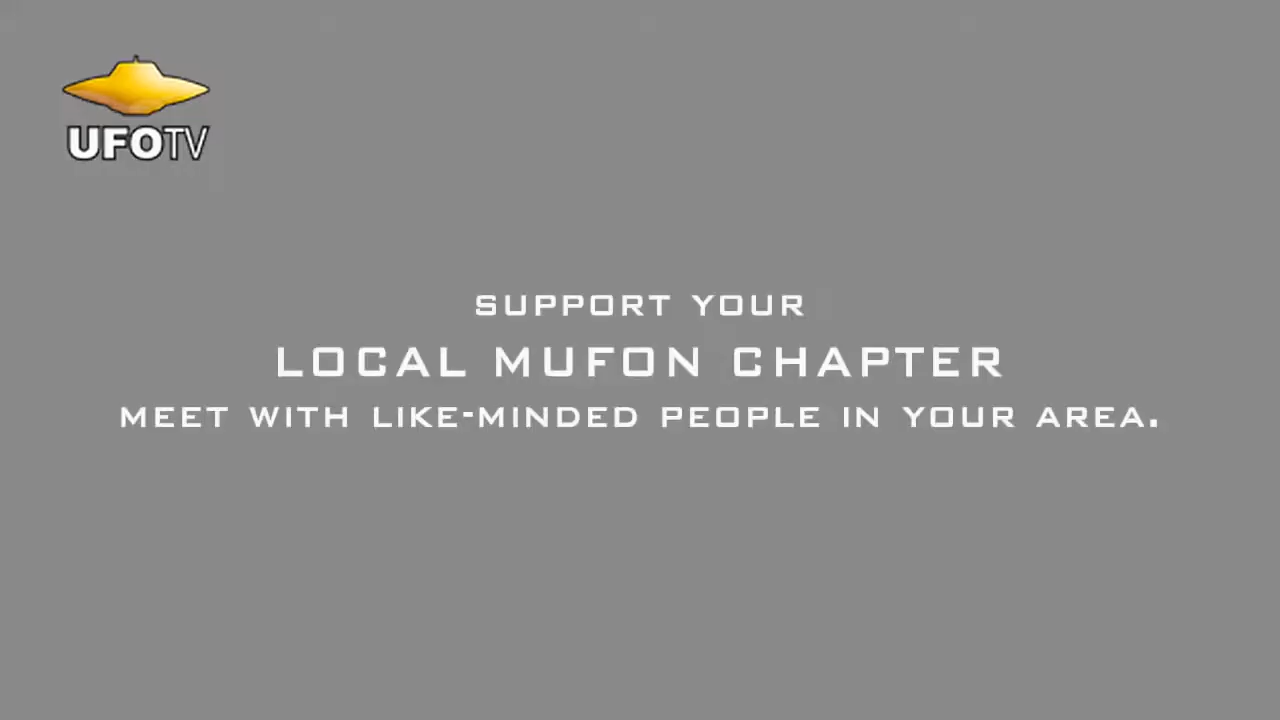 UFOTV
SUPPORT YOUR
LOCAL MUFON CHAPTER
MEET WITH LIKE-MINDED PEOPLE IN YOUR AREA.